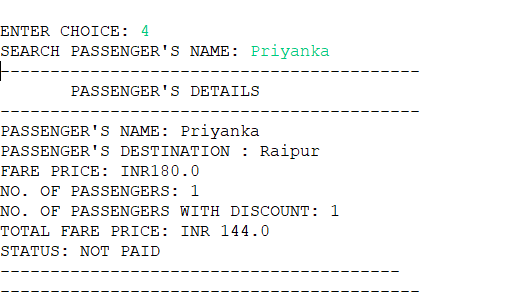 ENTER CHOICE: 4
SEARCH PASSENGER'S NAME: Priyanka
------------------------------------------
PASSENGER'S DETAILS
------------------------------------------
PASSENGER'S NAME: Priyanka
PASSENGER'S DESTINATION : Raipur
FARE PRICE: INR180.0
NO. OF PASSENGERS: 1
NO. OF PASSENGERS WITH DISCOUNT: 1
TOTAL FARE PRICE: INR 144.0
STATUS: NOT PAID
----------------------------------------
------------------------------------------